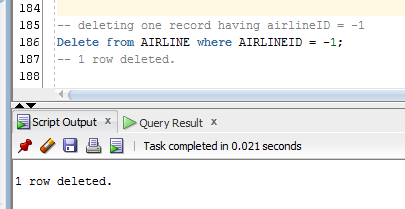 184
185 -- deleting one record having airlineID = -1
186 Delete from AIRLINE where AIRLINEID = -1;
187 -- 1 row deleted.
188
Script Output x Query Result x
Task completed in 0.021 seconds
1 row deleted.